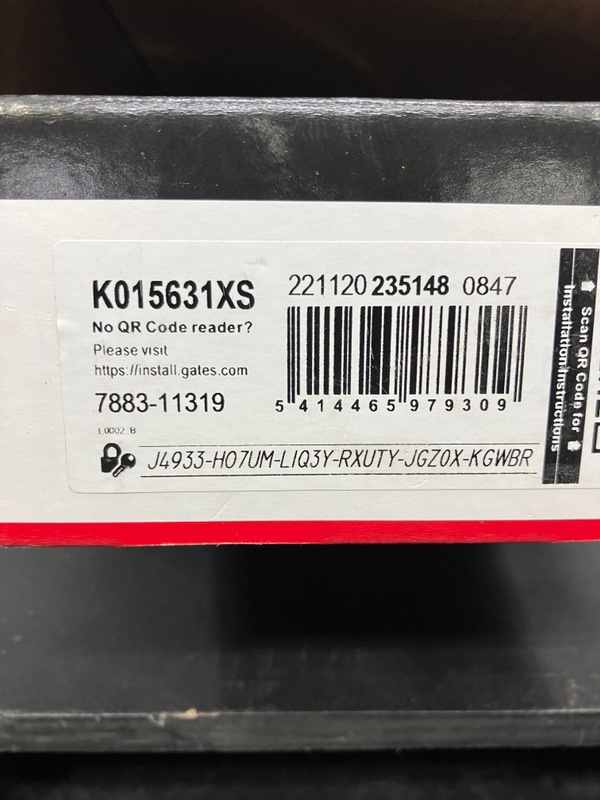 K015631XS
221120 235148 0847
No QR Code reader?
Please visit
https://install.gates.com
7883-11319
5 414465 979309
L0002_B
J4933-HO7UM-LIQ3Y-RXUTY-JGZ0X-KGWBR
Scan QR Code for
Installation Instructions